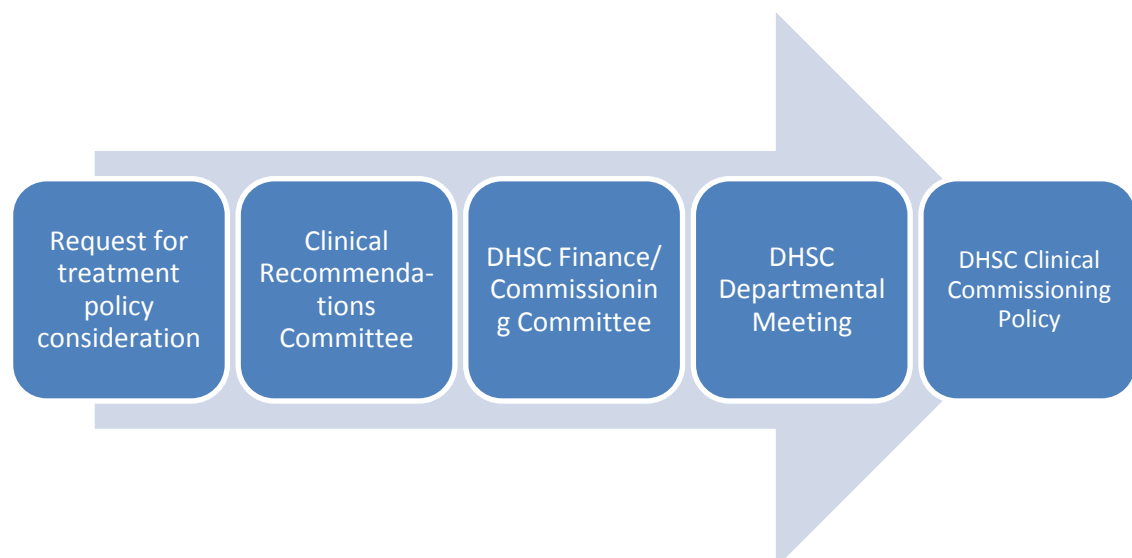 Request for
treatment
policy
consideration
Clinical
Recommenda-
tions
Committee
DHSC Finance/
Commissionin
g Committee
DHSC
Departmental
Meeting
DHSC Clinical
Commissioning
Policy